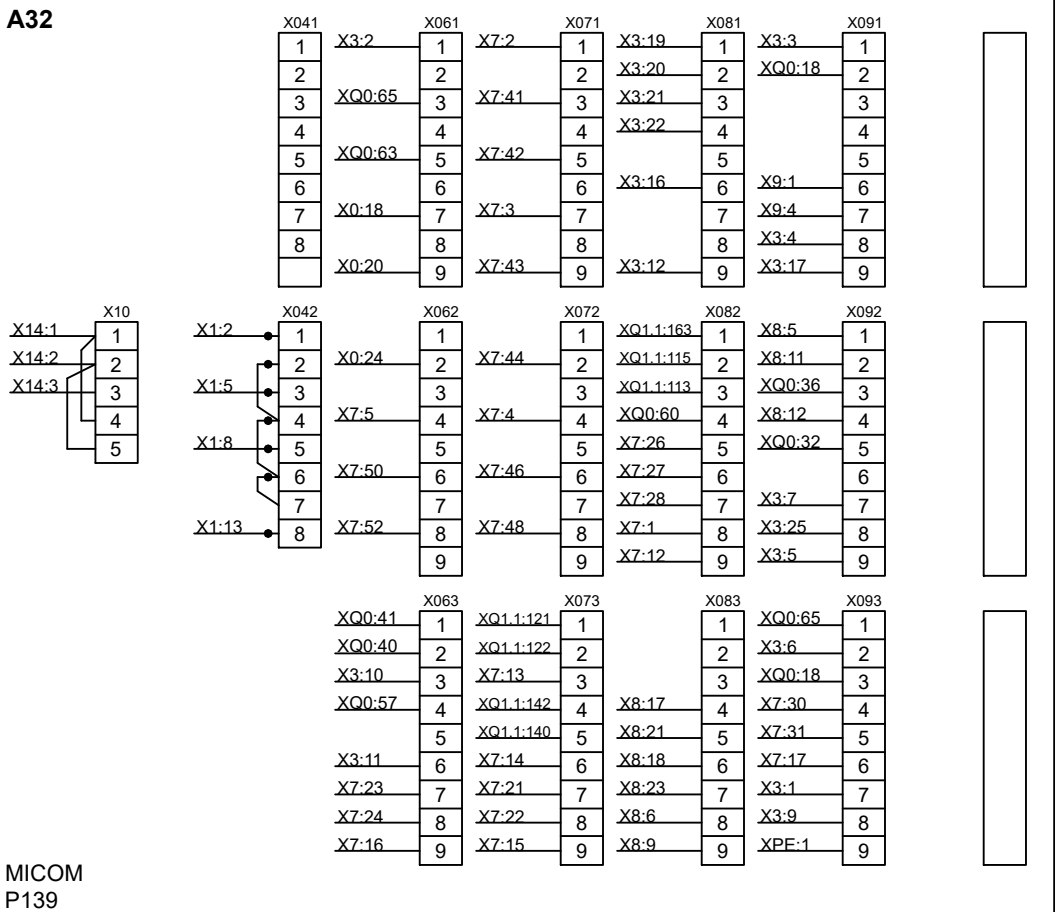 A32
X041 X061 X071 X081 X091
1 X3:2 1 X7:2 1 X3:19 1 X3:3 1
2 2 2 X3:20 2 XQ0:18 2
3 XQ0:65 3 X7:41 3 X3:21 3 3
4 4 4 X3:22 4 4
5 XQ0:63 5 X7:42 5 5 5
6 6 6 X3:16 6 X9:1 6
7 X0:18 7 X7:3 7 7 X9:4 7
8 8 8 8 X3:4 8
X0:20 9 X7:43 9 X3:12 9 X3:17 9
X10 X042 X062 X072 X082 X092
X14:1 1 X1:2 1 1 1 XQ1.1:163 1 X8:5 1
X14:2 2 2 X0:24 2 X7:44 2 XQ1.1:115 2 X8:11 2
X14:3 3 X1:5 3 3 3 XQ1.1:113 3 XQ0:36 3
4 4 X7:5 4 X7:4 4 XQ0:60 4 X8:12 4
5 X1:8 5 5 5 X7:26 5 XQ0:32 5
6 X7:50 6 X7:46 6 X7:27 6 6
7 7 7 X7:28 7 X3:7 7
X1:13 8 X7:52 8 X7:48 8 X7:1 8 X3:25 8
9 9 X7:12 9 X3:5 9
X063 X073 X083 X093
XQ0:41 1 XQ1.1:121 1 1 XQ0:65 1
XQ0:40 2 XQ1.1:122 2 2 X3:6 2
X3:10 3 X7:13 3 3 XQ0:18 3
XQ0:57 4 XQ1.1:142 4 X8:17 4 X7:30 4
5 XQ1.1:140 5 X8:21 5 X7:31 5
X3:11 6 X7:14 6 X8:18 6 X7:17 6
X7:23 7 X7:21 7 X8:23 7 X3:1 7
X7:24 8 X7:22 8 X8:6 8 X3:9 8
X7:16 9 X7:15 9 X8:9 9 XPE:1 9
MICOM
P139